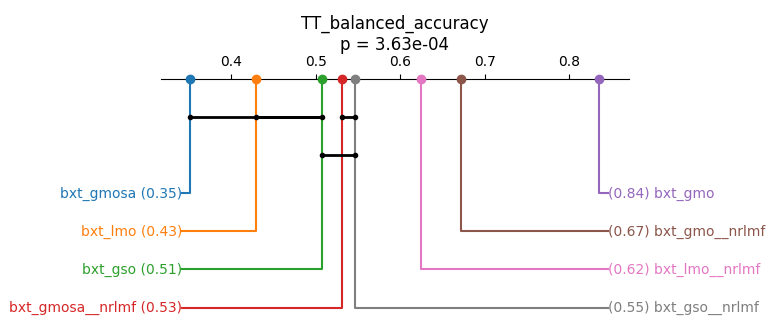 TT_balanced_accuracy
p = 3.63e-04
0.4 0.5 0.6 0.7 0.8
bxt_gmosa (0.35) (0.84) bxt_gmo
bxt_lmo (0.43) (0.67) bxt_gmo__nrlmf
bxt_gso (0.51) (0.62) bxt_lmo__nrlmf
bxt_gmosa__nrlmf (0.53) (0.55) bxt_gso__nrlmf